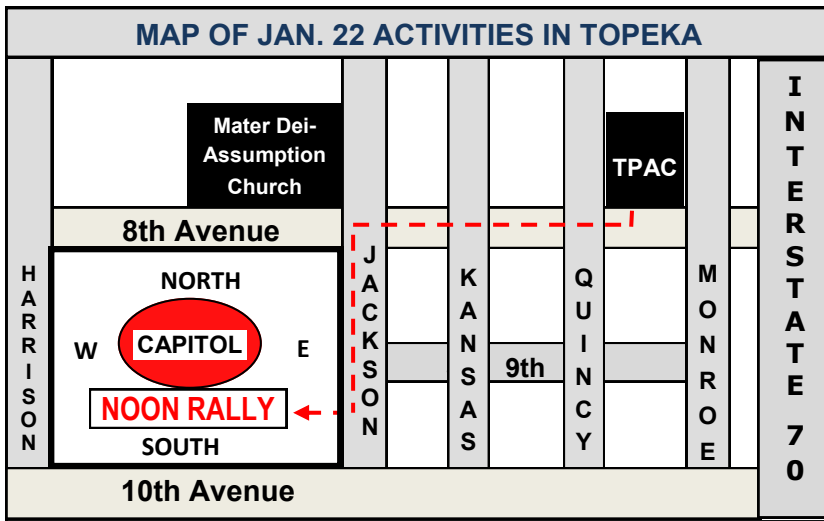 MAP OF JAN. 22 ACTIVITIES IN TOPEKA
Mater Dei-
Assumption
Church
TPAC
8th Avenue
HARRISON
NORTH
W
CAPITOL
E
NOON RALLY
SOUTH
JACKSON
KANSAS
9th
QUINCY
MONROE
INTERSTATE 70
10th Avenue